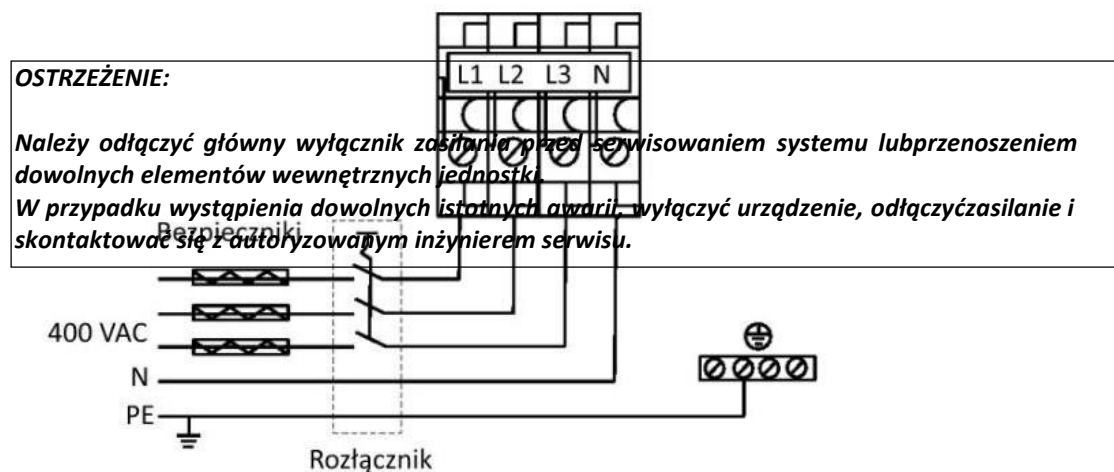 L1 L2 L3 N
OSTRZEŻENIE:
Należy odłączyć główny wyłącznik zasilania przed serwisowaniem systemu lubprzenoszeniem
dowolnych elementów wewnętrznych jednostki.
W przypadku wystąpienia dowolnych istotnych awarii, wyłączyć urządzenie, odłączyćzasilanie i
skontaktować się z autoryzowanym inżynierem serwisu.
Bezpieczniki
400 VAC
N
PE
Rozłącznik